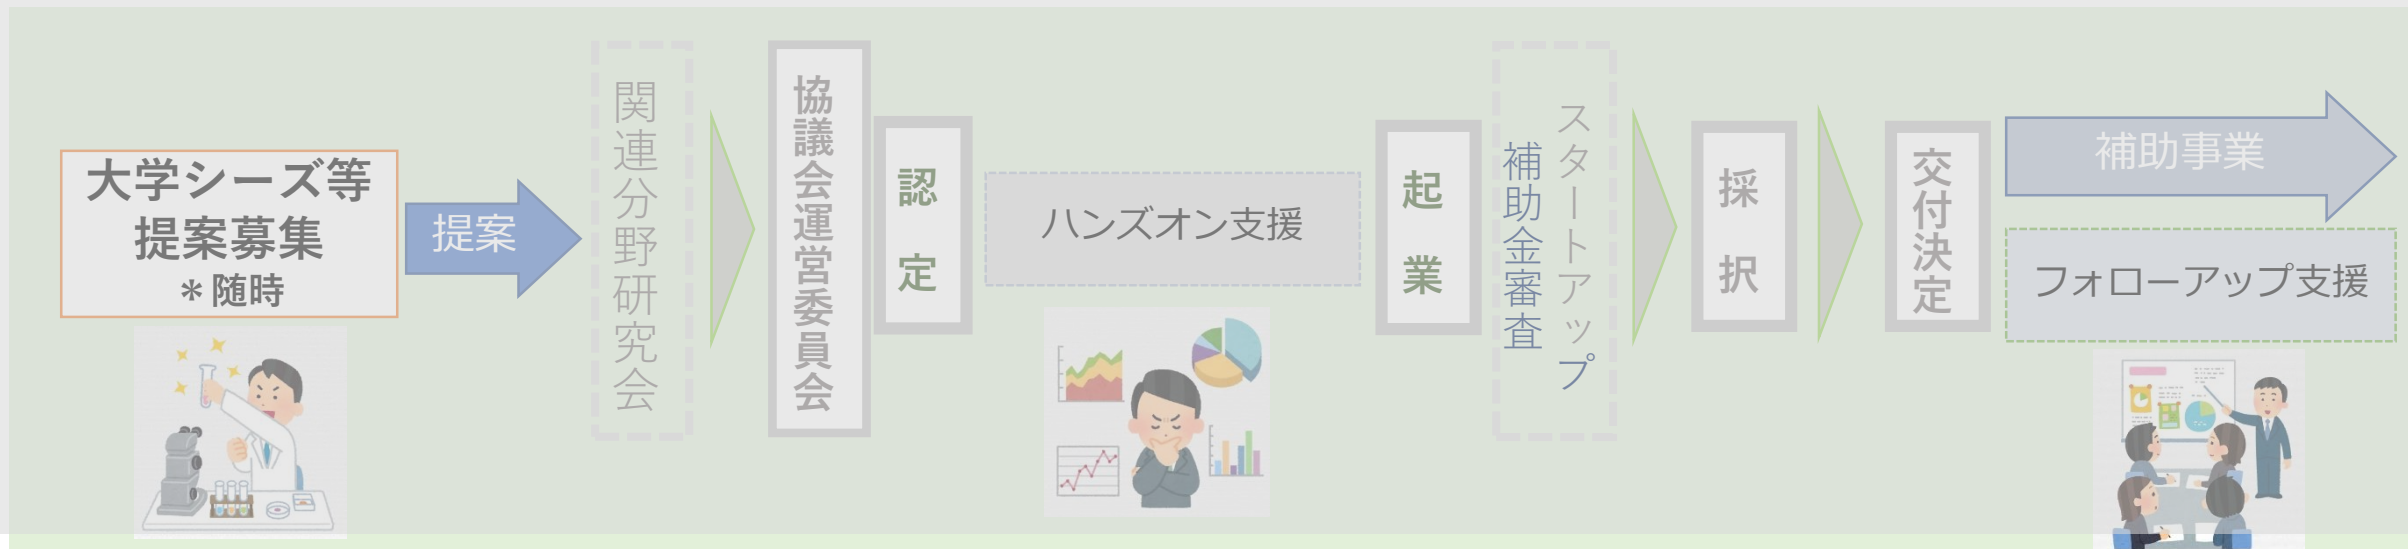 大学シーズ等
提案募集
＊随時
提案
関連分野研究会
協議会運営委員会
認定
ハンズオン支援
起業
スタートアップ
補助金審査
採択
交付決定
補助事業
フォローアップ支援